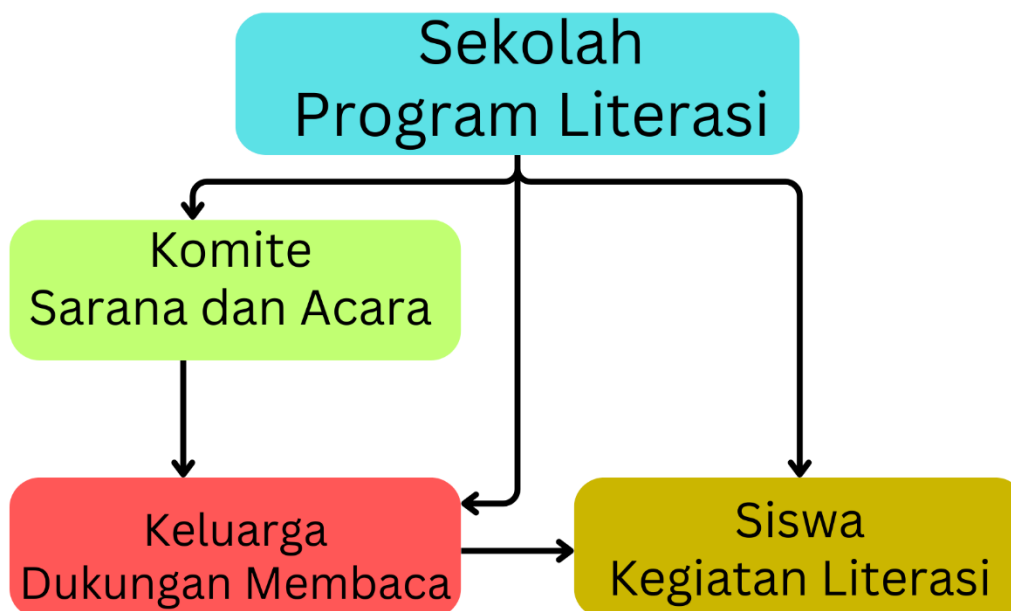 Sekolah
Program Literasi
Komite
Sarana dan Acara
Keluarga
Dukungan Membaca
Siswa
Kegiatan Literasi